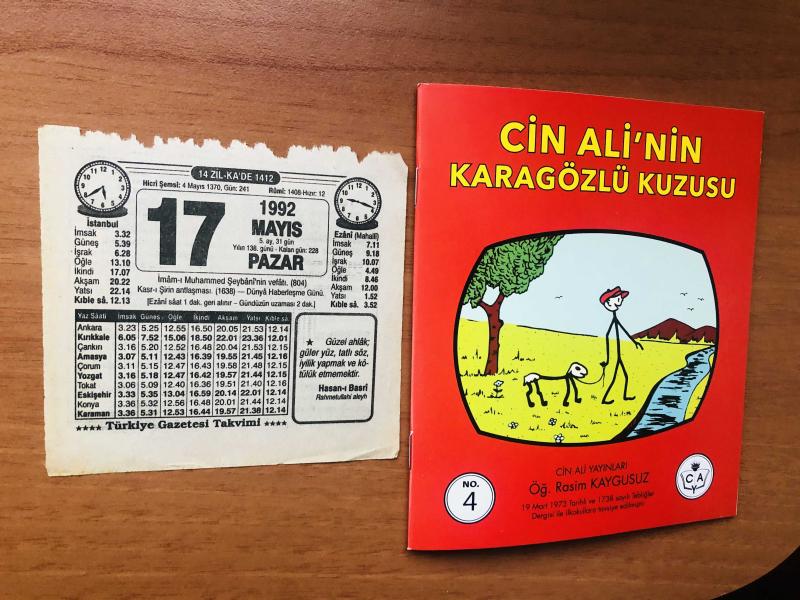 14 ZİL-KA'DE 1412
Hicrî Şemsî: 4 Mayıs 1370, Gün: 241 Rûmî: 1408-Hızır: 12
17
1992
MAYIS
5. ay, 31 gün
Yılın 138. günü - Kalan gün: 228
PAZAR
İstanbul
İmsak 3.32
Güneş 5.39
İşrak 6.28
Öğle 13.10
İkindi 17.07
Akşam 20.22
Yatsı 22.14
Kıble sâ. 12.13
Ezânî (Mahallî)
İmsak 7.11
Güneş 9.18
İşrak 10.07
Öğle 4.49
İkindi 8.46
Akşam 12.00
Yatsı 1.52
Kıble sâ. 3.52
İmâm-ı Muhammed Şeybânî'nin vefâtı. (804)
Kasr-ı Şirin antlaşması. (1638) — Dünyâ Haberleşme Günü.
[Ezânî sâat 1 dak. geri alınır – Gündüzün uzaması 2 dak.]
Yaz Sâati İmsak Güneş Öğle İkindi Akşam Yatsı Kıble sâ.
Ankara 3.23 5.25 12.55 16.50 20.05 21.53 12.14
Kırıkkale 6.05 7.52 15.06 18.50 22.01 23.36 12.01
Çankırı 3.16 5.20 12.52 16.48 20.04 21.54 12.14
Amasya 3.07 5.11 12.43 16.39 19.55 21.45 12.16
Çorum 3.11 5.15 12.47 16.43 19.58 21.48 12.15
Yozgat 3.16 5.18 12.47 16.42 19.57 21.44 12.15
Tokat 3.06 5.09 12.40 16.36 19.51 21.40 12.16
Eskişehir 3.33 5.35 13.04 16.59 20.14 22.01 12.14
Konya 3.36 5.32 12.56 16.48 20.01 21.44 12.14
Karaman 3.36 5.31 12.53 16.44 19.57 21.38 12.14
★ Güzel ahlâk;
güler yüz, tatlı söz,
iyilik yapmak ve kö-
tülük etmemektir.
Hasan-ı Basrî
Rahmetullahi aleyh
★★★★ Türkiye Gazetesi Takvimi ★★★★
CİN ALİ'NİN
KARAGÖZLÜ KUZUSU
CİN ALİ YAYINLARI
Öğ. Rasim KAYGUSUZ
19 Mart 1973 Tarihli ve 1738 sayılı Tebliğler
Dergisi ile ilkokullara tavsiye edilmiştir.
NO.
4
C A
Y